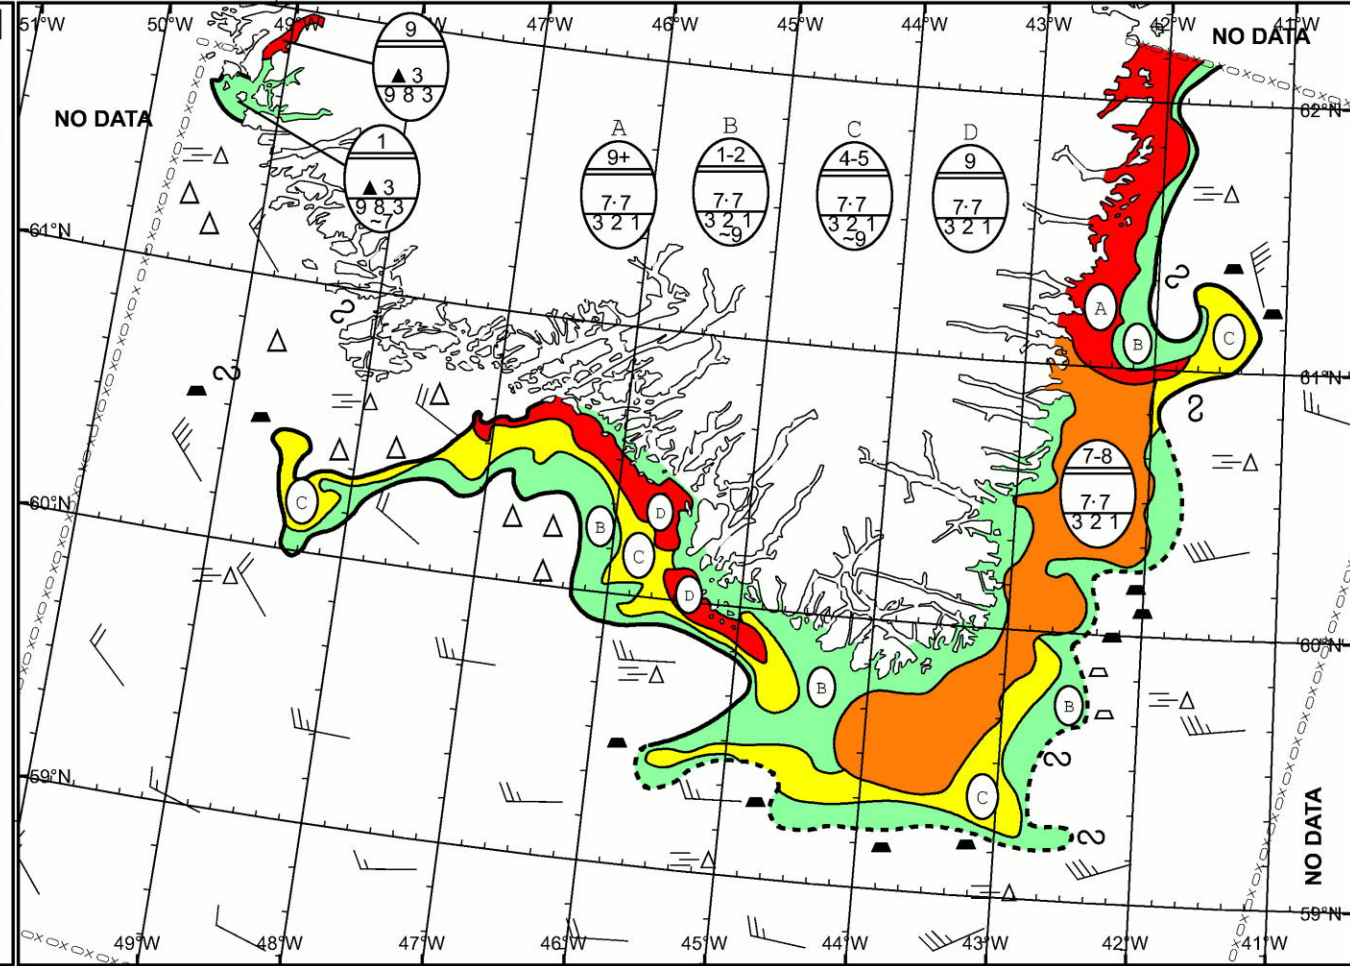 51°W 50°W 49°W 48°W 47°W 46°W 45°W 44°W 43°W 42°W 41°W
NO DATA
NO DATA
9
▲3
9 8 3
1
▲3
9 8 3
~7
A B C D
9+ 1-2 4-5 9
7·7 7·7 7·7 7·7
3 2 1 3 2 1 3 2 1 3 2 1
~9 ~9
62°N
61°N
A
B
C
61°N
7-8
7·7
3 2 1
60°N
C
B
D
C
D
60°N
B
B
59°N
C
NO DATA
59°N
49°W 48°W 47°W 46°W 45°W 44°W 43°W 42°W 41°W